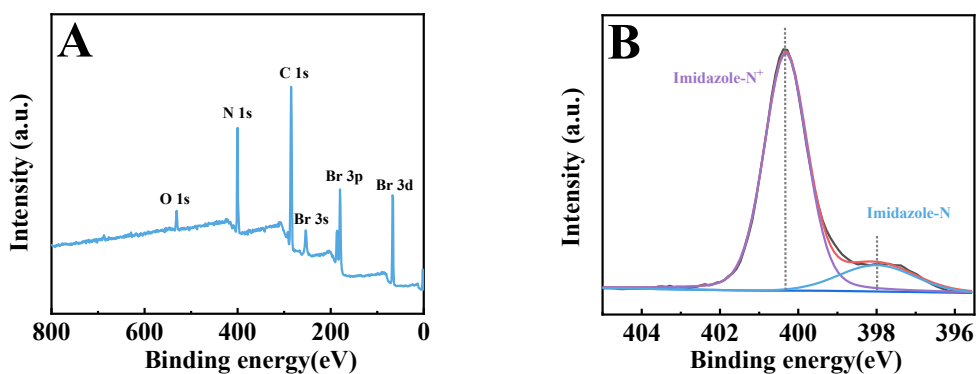 A
Intensity (a.u.)
O 1s
N 1s
C 1s
Br 3s
Br 3p
Br 3d
800
600
400
200
0
Binding energy(eV)
B
Intensity (a.u.)
Imidazole-N⁺
Imidazole-N
404
402
400
398
396
Binding energy(eV)